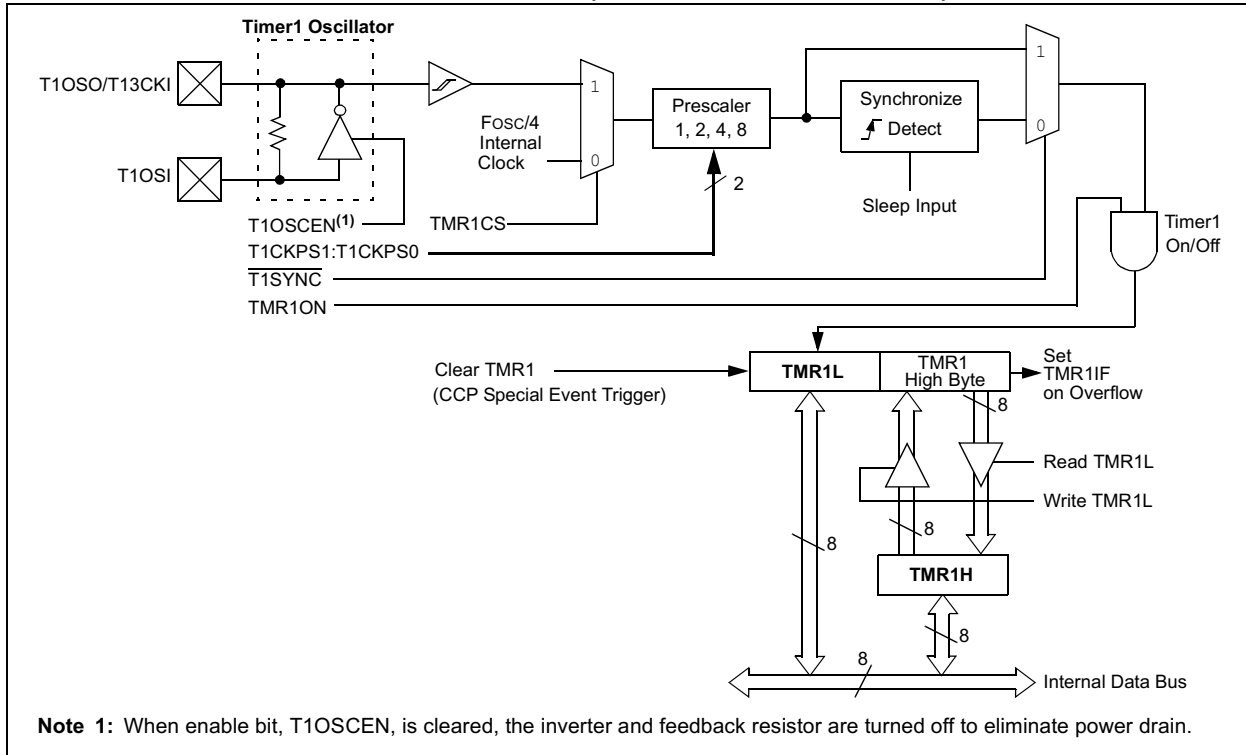 Timer1 Oscillator
T1OSO/T13CKI
T1OSI
FOSC/4
Internal
Clock
1
0
Prescaler
1, 2, 4, 8
2
Synchronize
Detect
Sleep Input
1
0
T1OSCEN(1)
TMR1CS
T1CKPS1:T1CKPS0
T1SYNC
TMR1ON
Timer1
On/Off
Clear TMR1
(CCP Special Event Trigger)
TMR1L
TMR1
High Byte
Set
TMR1IF
on Overflow
8
Read TMR1L
Write TMR1L
8
8
TMR1H
8
8
Internal Data Bus
Note 1: When enable bit, T1OSCEN, is cleared, the inverter and feedback resistor are turned off to eliminate power drain.